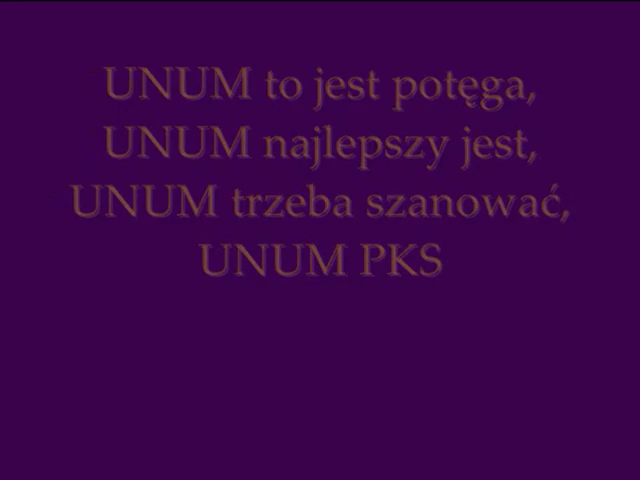 UNUM to jest potęga,
UNUM najlepszy jest,
UNUM trzeba szanować,
UNUM PKS